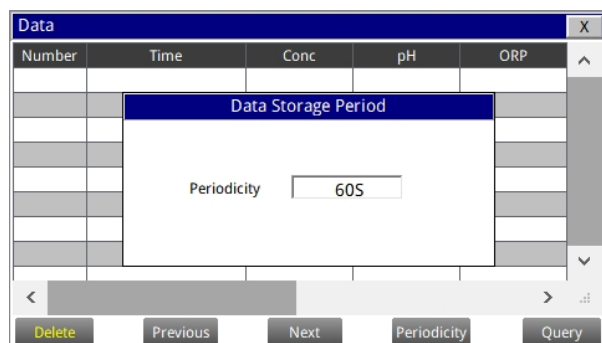 Data X
Number Time Conc pH ORP
Data Storage Period
Periodicity 60S
Delete Previous Next Periodicity Query